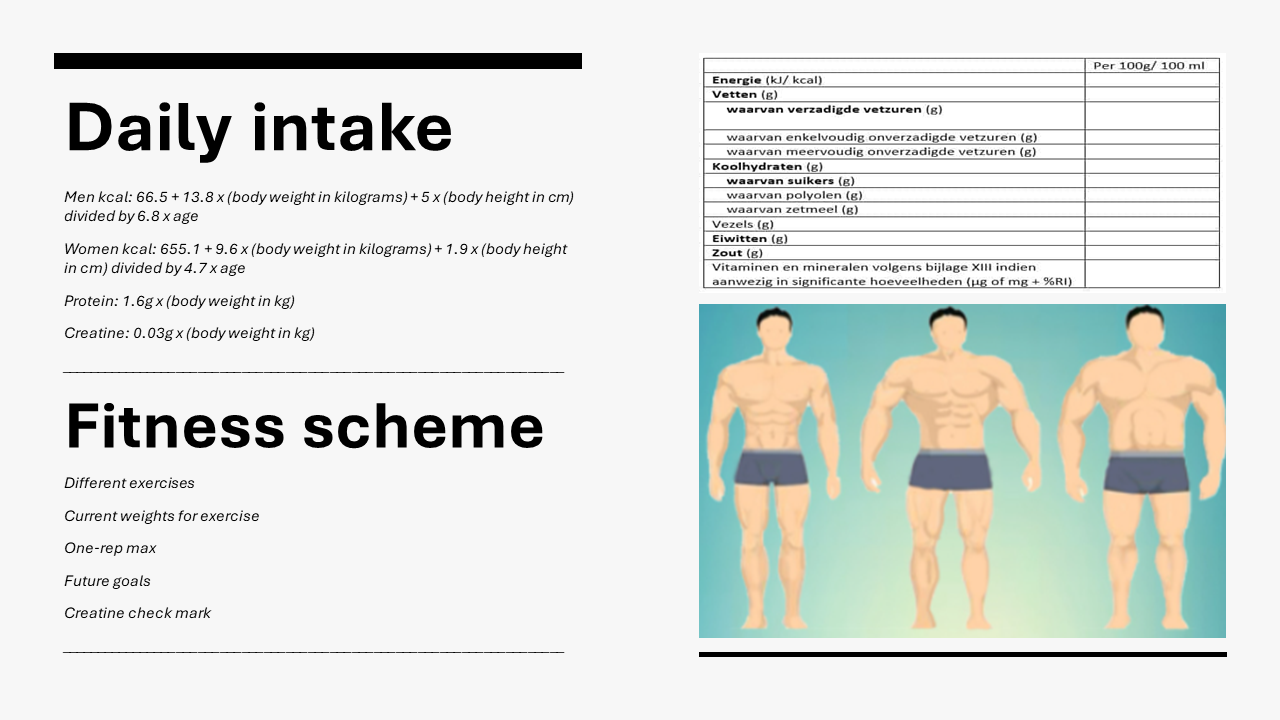 Daily intake
Men kcal: 66.5 + 13.8 x (body weight in kilograms) + 5 x (body height in cm)
divided by 6.8 x age
Women kcal: 655.1 + 9.6 x (body weight in kilograms) + 1.9 x (body height
in cm) divided by 4.7 x age
Protein: 1.6g x (body weight in kg)
Creatine: 0.03g x (body weight in kg)
Fitness scheme
Different exercises
Current weights for exercise
One-rep max
Future goals
Creatine check mark
Per 100g/ 100 ml
Energie (kJ/ kcal)
Vetten (g)
waarvan verzadigde vetzuren (g)
waarvan enkelvoudig onverzadigde vetzuren (g)
waarvan meervoudig onverzadigde vetzuren (g)
Koolhydraten (g)
waarvan suikers (g)
waarvan polyolen (g)
waarvan zetmeel (g)
Vezels (g)
Eiwitten (g)
Zout (g)
Vitaminen en mineralen volgens bijlage XIII indien
aanwezig in significante hoeveelheden (µg of mg + %RI)